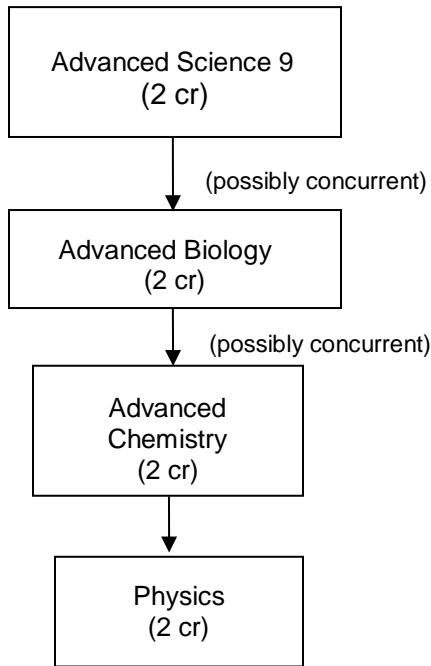 Advanced Science 9
(2 cr)
(possibly concurrent)
Advanced Biology
(2 cr)
(possibly concurrent)
Advanced
Chemistry
(2 cr)
Physics
(2 cr)